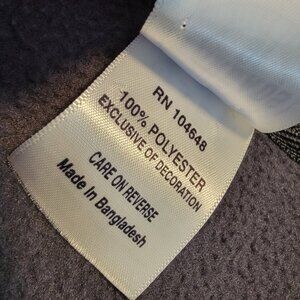 RN 104648
100% POLYESTER
EXCLUSIVE OF DECORATION
CARE ON REVERSE
Made In Bangladesh